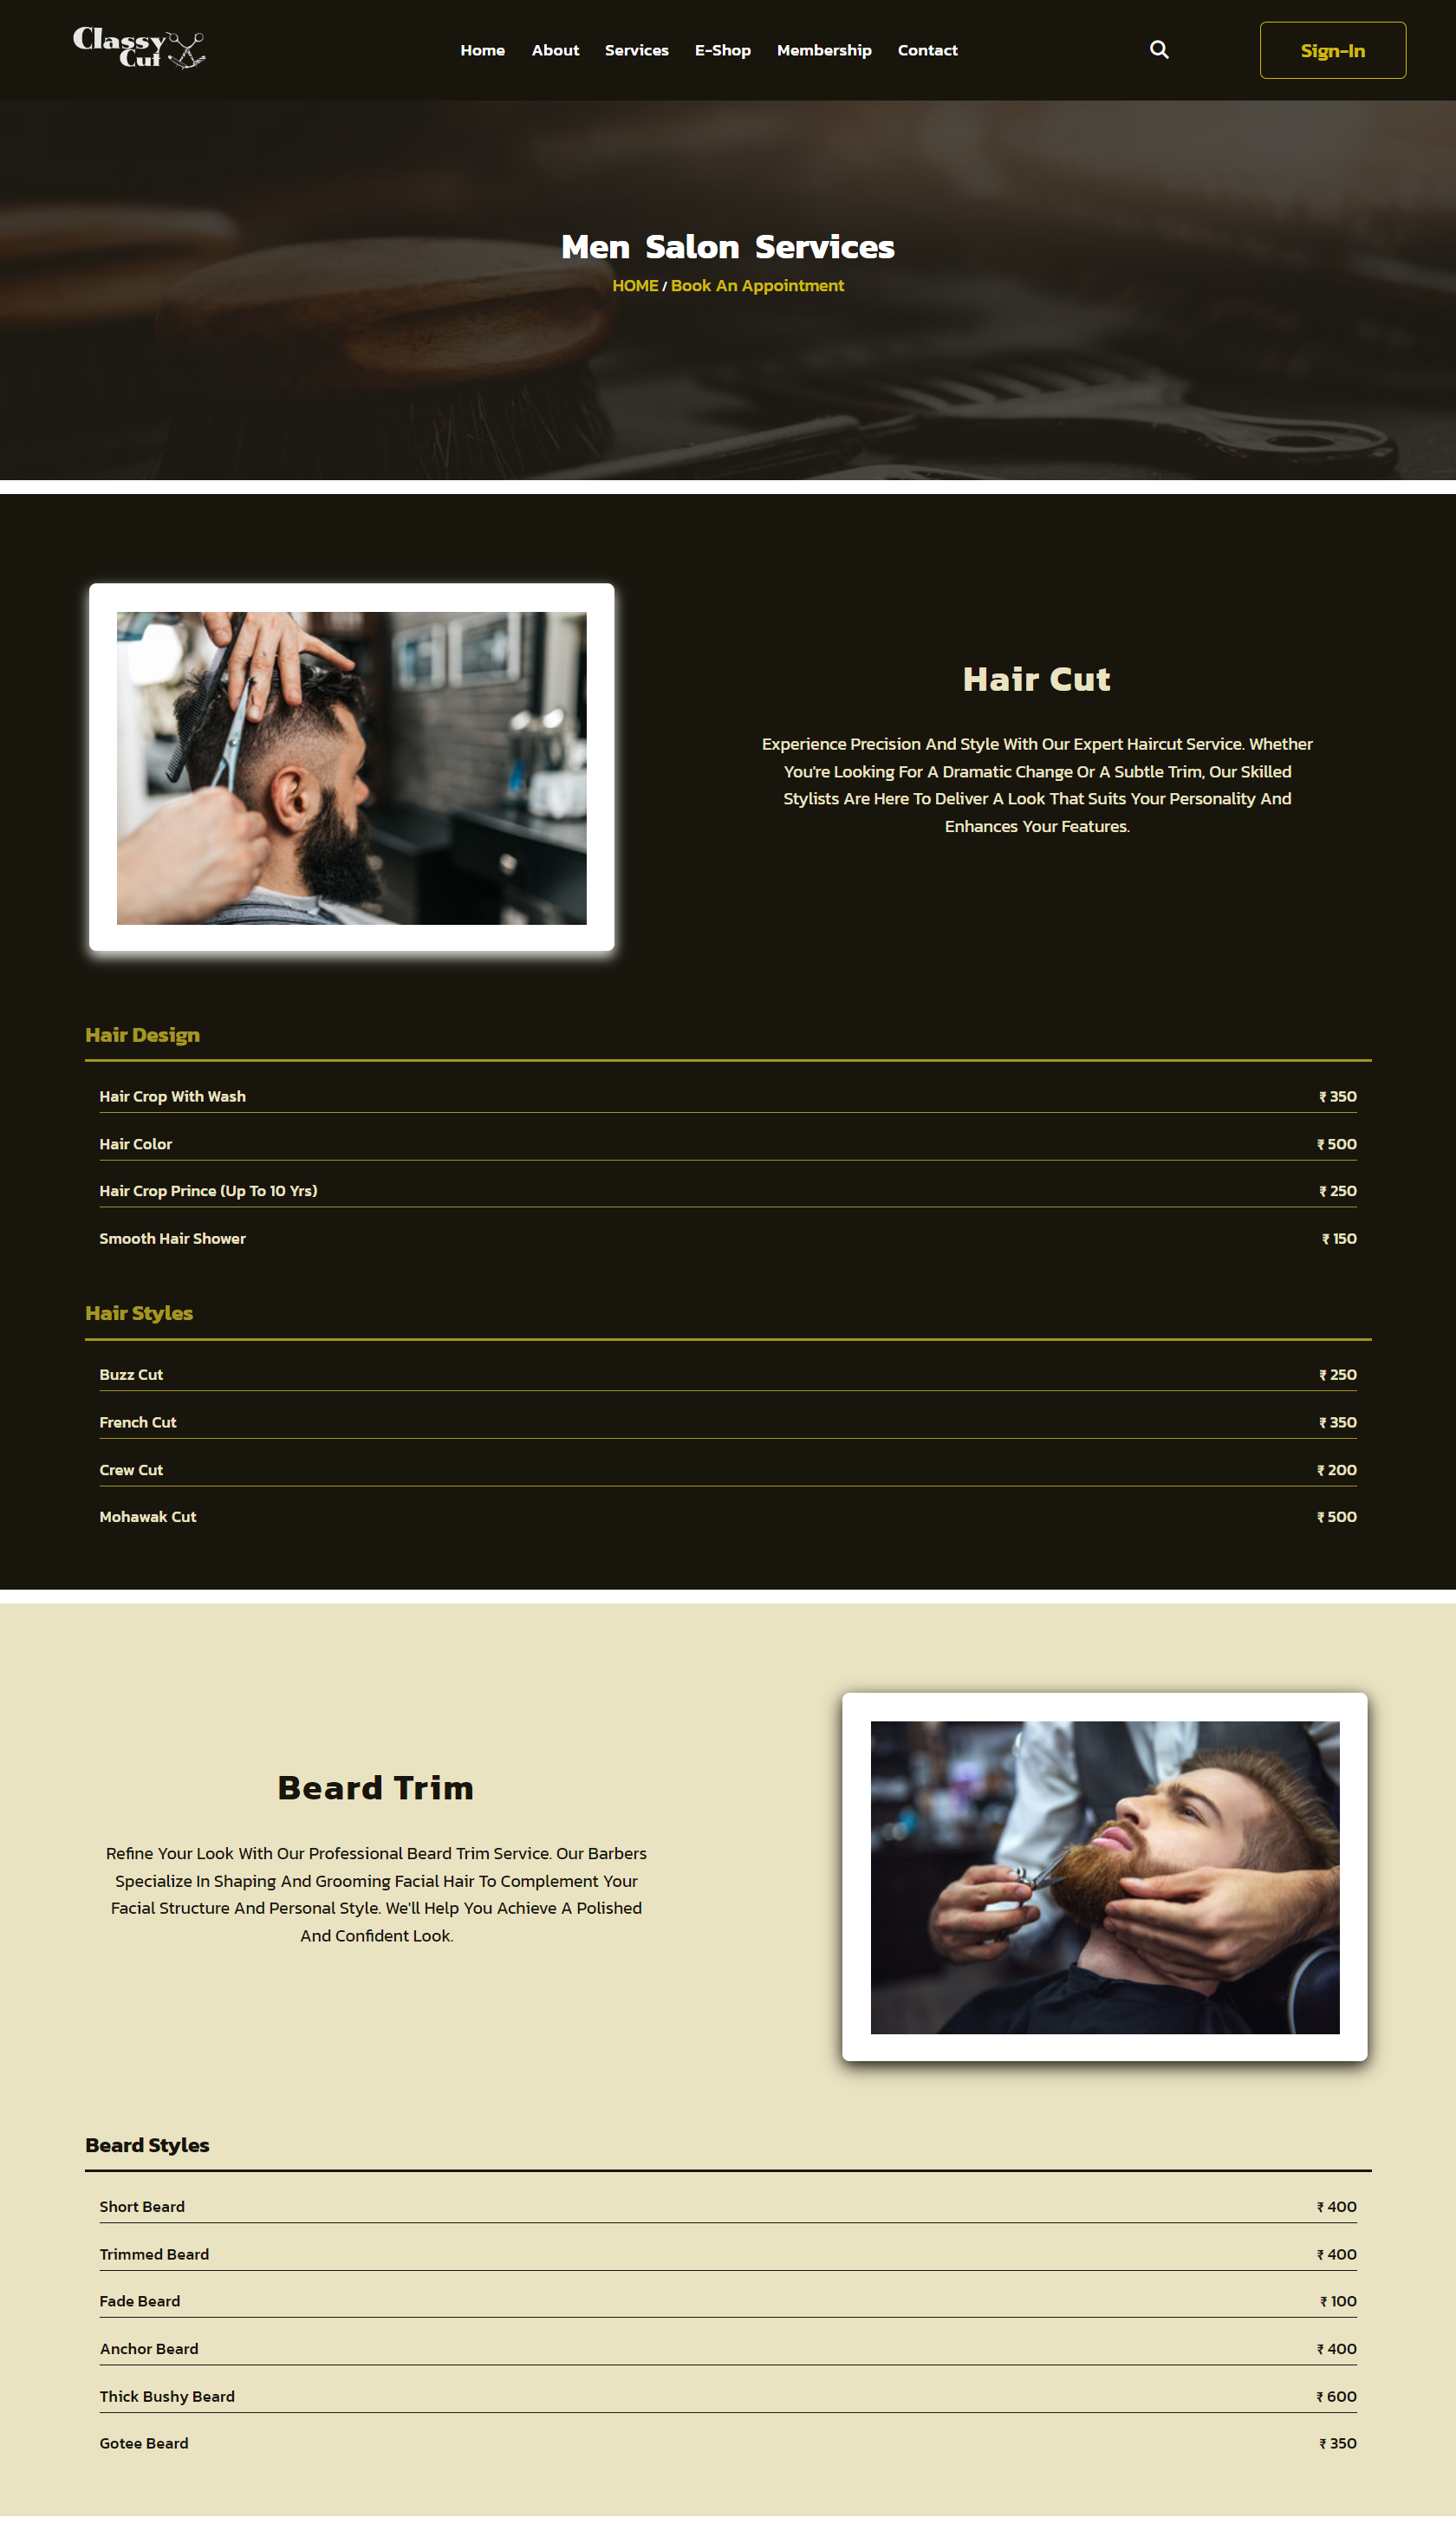 Classy
Cut
Home About Services E-Shop Membership Contact
Sign-In
Men Salon Services
HOME / Book An Appointment
Hair Cut
Experience Precision And Style With Our Expert Haircut Service. Whether
You're Looking For A Dramatic Change Or A Subtle Trim, Our Skilled
Stylists Are Here To Deliver A Look That Suits Your Personality And
Enhances Your Features.
Hair Design
Hair Crop With Wash ₹ 350
Hair Color ₹ 500
Hair Crop Prince (Up To 10 Yrs) ₹ 250
Smooth Hair Shower ₹ 150
Hair Styles
Buzz Cut ₹ 250
French Cut ₹ 350
Crew Cut ₹ 200
Mohawak Cut ₹ 500
Beard Trim
Refine Your Look With Our Professional Beard Trim Service. Our Barbers
Specialize In Shaping And Grooming Facial Hair To Complement Your
Facial Structure And Personal Style. We'll Help You Achieve A Polished
And Confident Look.
Beard Styles
Short Beard ₹ 400
Trimmed Beard ₹ 400
Fade Beard ₹ 100
Anchor Beard ₹ 400
Thick Bushy Beard ₹ 600
Gotee Beard ₹ 350